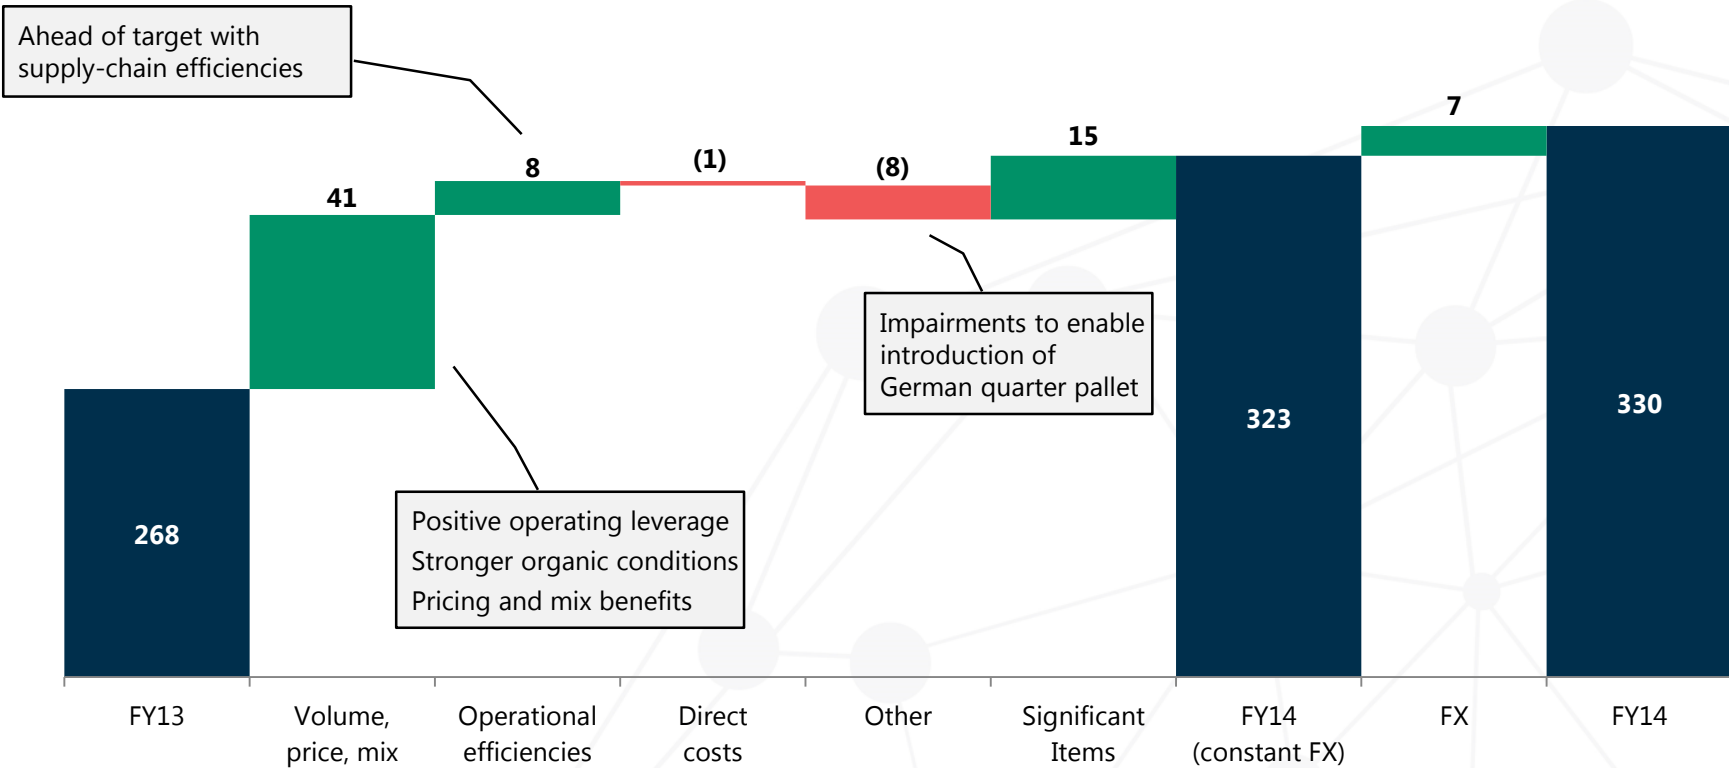 Ahead of target with
supply-chain efficiencies
7
15
(1)
(8)
8
41
Impairments to enable
introduction of
German quarter pallet
323
330
268
Positive operating leverage
Stronger organic conditions
Pricing and mix benefits
FY13
Volume,
price, mix
Operational
efficiencies
Direct
costs
Other
Significant
Items
FY14
(constant FX)
FX
FY14